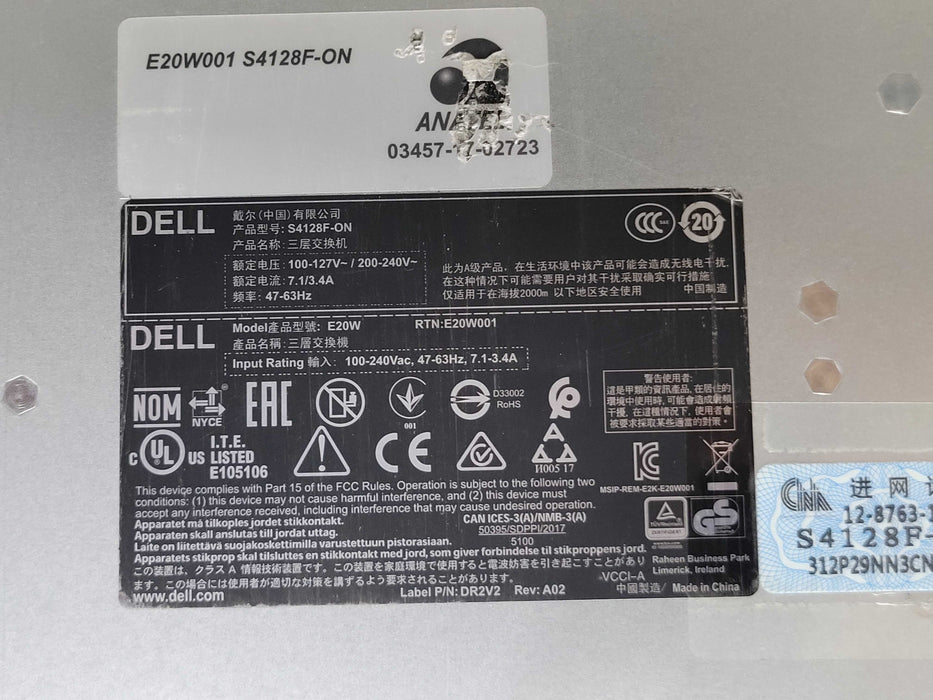 E20W001 S4128F-ON
ANATEL
03457-17-02723
DELL
戴尔(中国)有限公司
产品型号: S4128F-ON
产品名称: 三层交换机
额定电压: 100-127V~ / 200-240V~
额定电流: 7.1/3.4A
频率: 47-63Hz
CCC
20
此为A级产品，在生活环境中该产品可能会造成无线电干扰.
在这种情况下可能需要用户对其干扰采取确实可行措施
仅适用于在海拔2000m 以下地区安全使用
中国制造
DELL
Model產品型號: E20W
RTN:E20W001
產品名稱: 三層交換機
Input Rating 輸入: 100-240Vac, 47-63Hz, 7.1-3.4A
NOM
NYCE
EAC
001
D33002
RoHS
警告使用者:
這是甲類的資訊產品，在居住的
環境中使用時，可能會造成射頻
干擾，在這種情況下，使用者會
被要求採取某些適當的對策。
c UL US
I.T.E.
LISTED
E105106
CE
И005 17
MSIP-REM-E2K-E20W001
This device complies with Part 15 of the FCC Rules. Operation is subject to the following two
conditions: (1) this device may not cause harmful interference, and (2) this device must
accept any interference received, including interference that may cause undesired operation.
Apparatet må tilkoples jordet stikkontakt.
Apparaten skall anslutas till jordat uttag.
Laite on liitettävä suojakoskettimilla varustettuun pistorasiaan.
Apparatets stikprop skal tilsluttes en stikkontakt med jord, som giver forbindelse til stikproppens jord.
CAN ICES-3(A)/NMB-3(A)
50395/SDPPI/2017
5100
TÜV
GS
Raheen Business Park
Limerick, Ireland
この装置は、クラス A 情報技術装置です。この装置を家庭環境で使用すると電波妨害を引き起こすことがあり
ます。この場合には使用者が適切な対策を講ずるよう要求されることがあります。
-VCCI-A
www.dell.com
Label P/N: DR2V2
Rev: A02
中國製造/ Made in China
CNA
进 网 
12-8763-1
S4128F-
312P29NN3CN